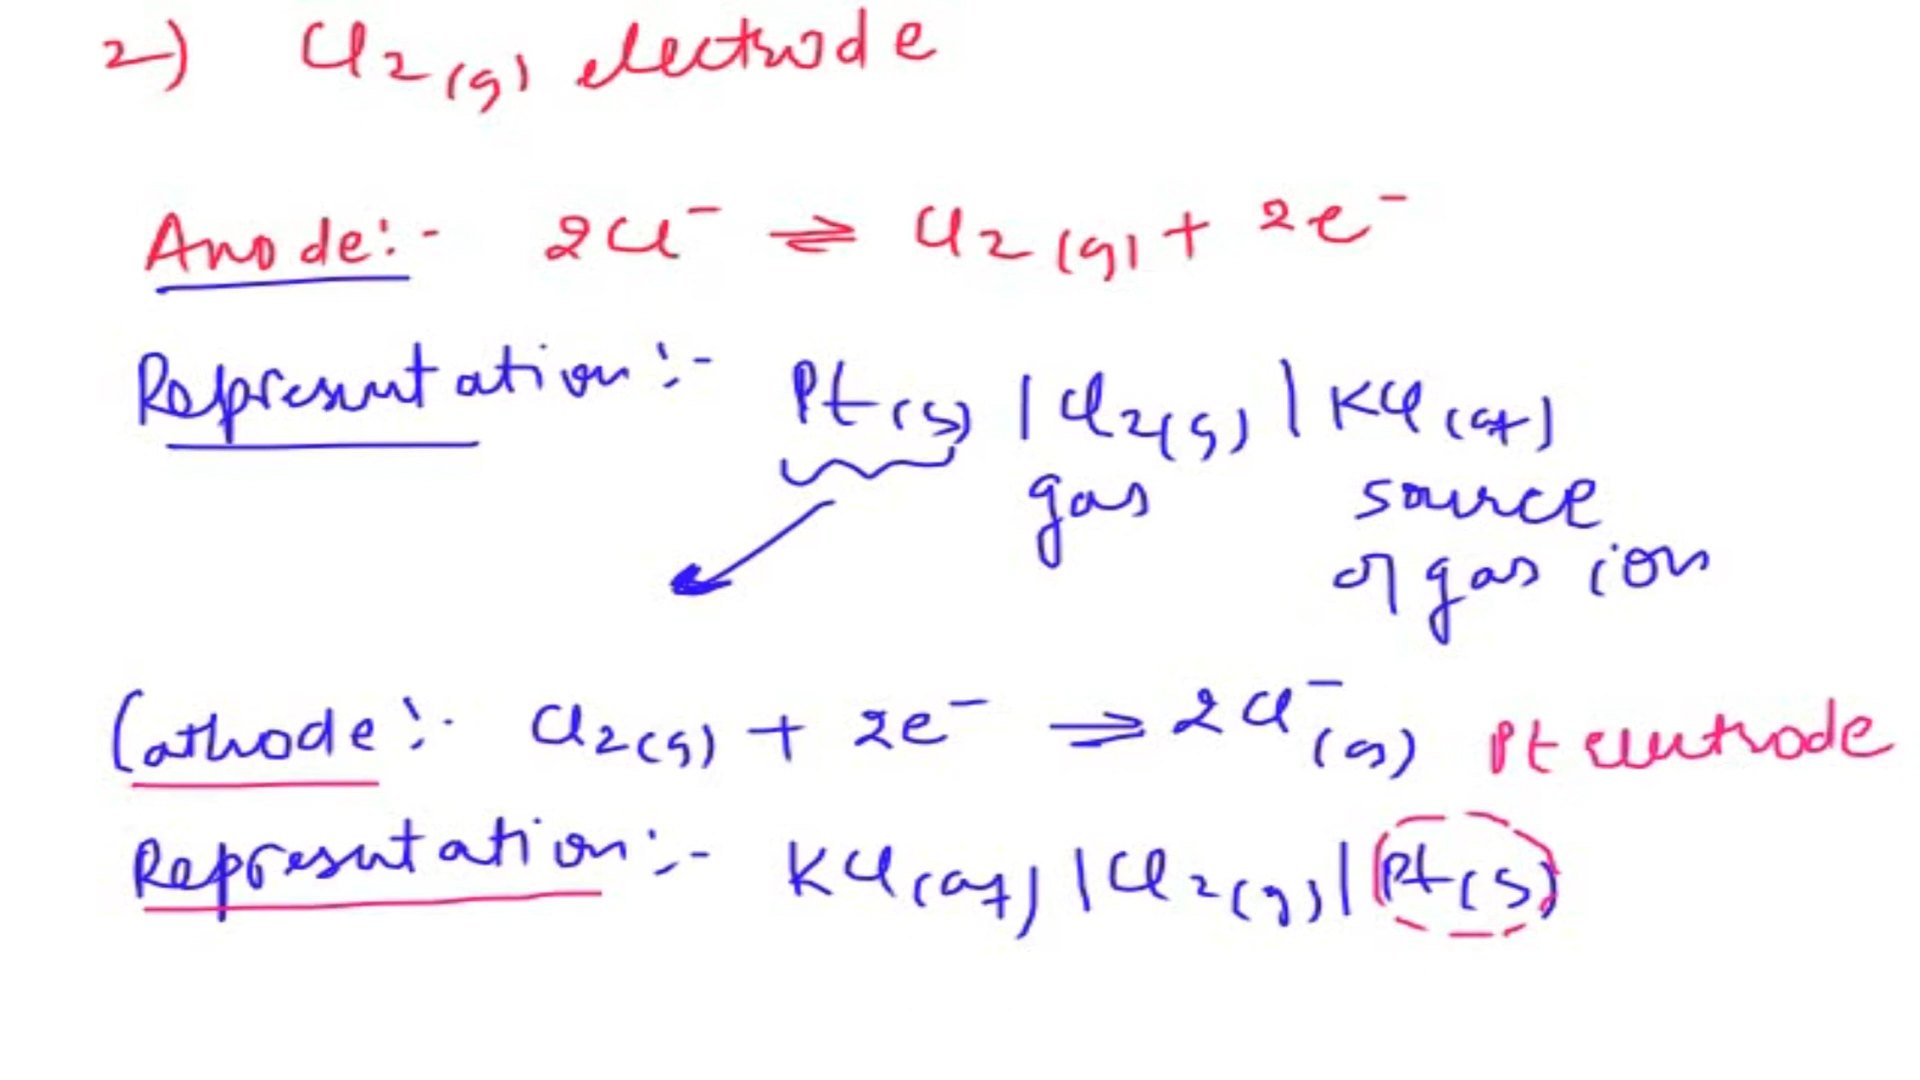 2) Cl₂(g) electrode
Anode:- 2Cl⁻ ⇌ Cl₂(g) + 2e⁻
Representation:- Pt(s) | Cl₂(g) | KCl(aq)
gas source
of gas ion
Cathode:- Cl₂(g) + 2e⁻ ⇌ 2Cl⁻(g) Pt electrode
Representation:- KCl(aq) | Cl₂(g) | Pt(s)